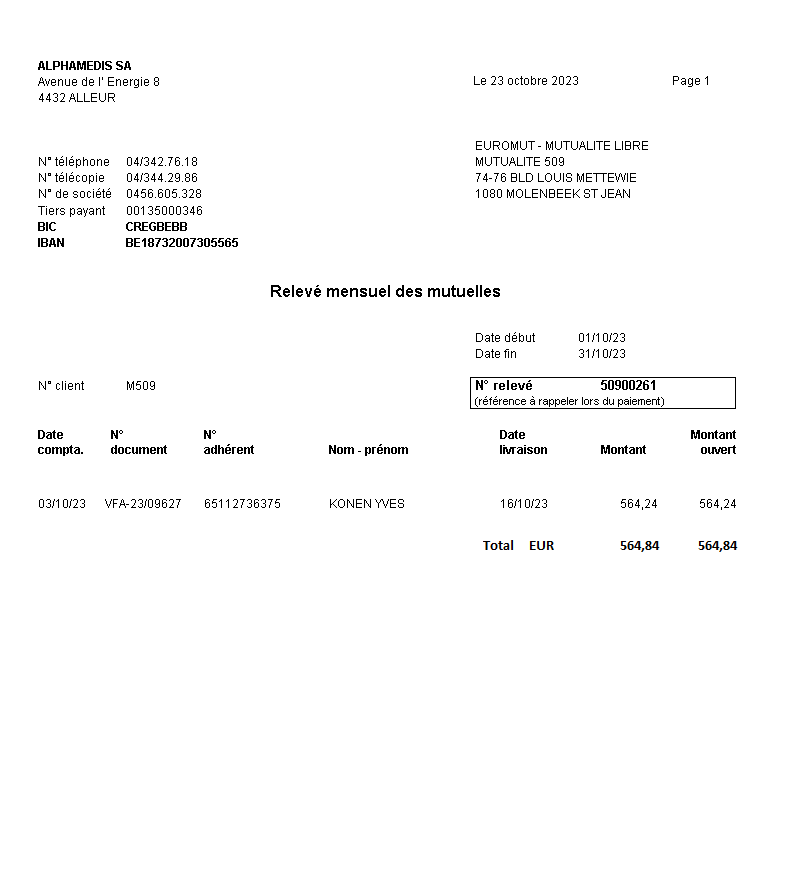 ALPHAMEDIS SA
Avenue de l' Energie 8
Le 23 octobre 2023 Page 1
4432 ALLEUR
EUROMUT - MUTUALITE LIBRE
N° téléphone 04/342.76.18 MUTUALITE 509
N° télécopie 04/344.29.86 74-76 BLD LOUIS METTEWIE
N° de société 0456.605.328 1080 MOLENBEEK ST JEAN
Tiers payant 00135000346
BIC CREGBEBB
IBAN BE18732007305565
Relevé mensuel des mutuelles
Date début 01/10/23
Date fin 31/10/23
N° client M509 N° relevé 50900261
(référence à rappeler lors du paiement)
Date N° N° Date Montant
compta. document adhérent Nom - prénom livraison Montant ouvert
03/10/23 VFA-23/09627 65112736375 KONEN YVES 16/10/23 564,24 564,24
Total EUR 564,84 564,84